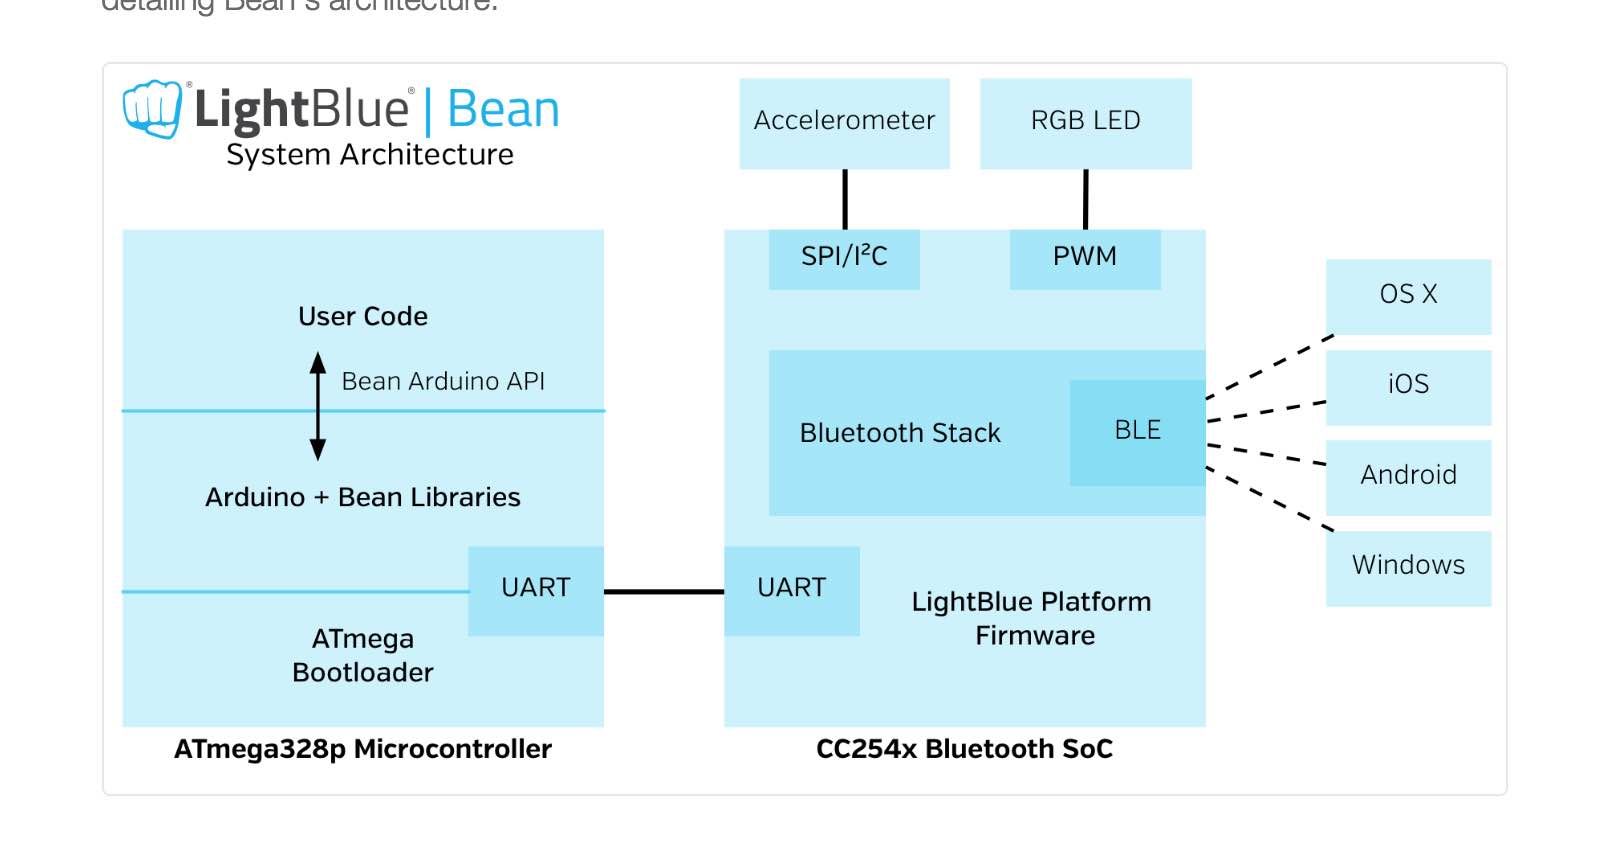 detailing Bean's architecture.
LightBlue® | Bean
System Architecture
Accelerometer
RGB LED
SPI/I²C
PWM
User Code
Bean Arduino API
Arduino + Bean Libraries
UART
ATmega
Bootloader
ATmega328p Microcontroller
Bluetooth Stack
BLE
UART
LightBlue Platform
Firmware
CC254x Bluetooth SoC
OS X
iOS
Android
Windows